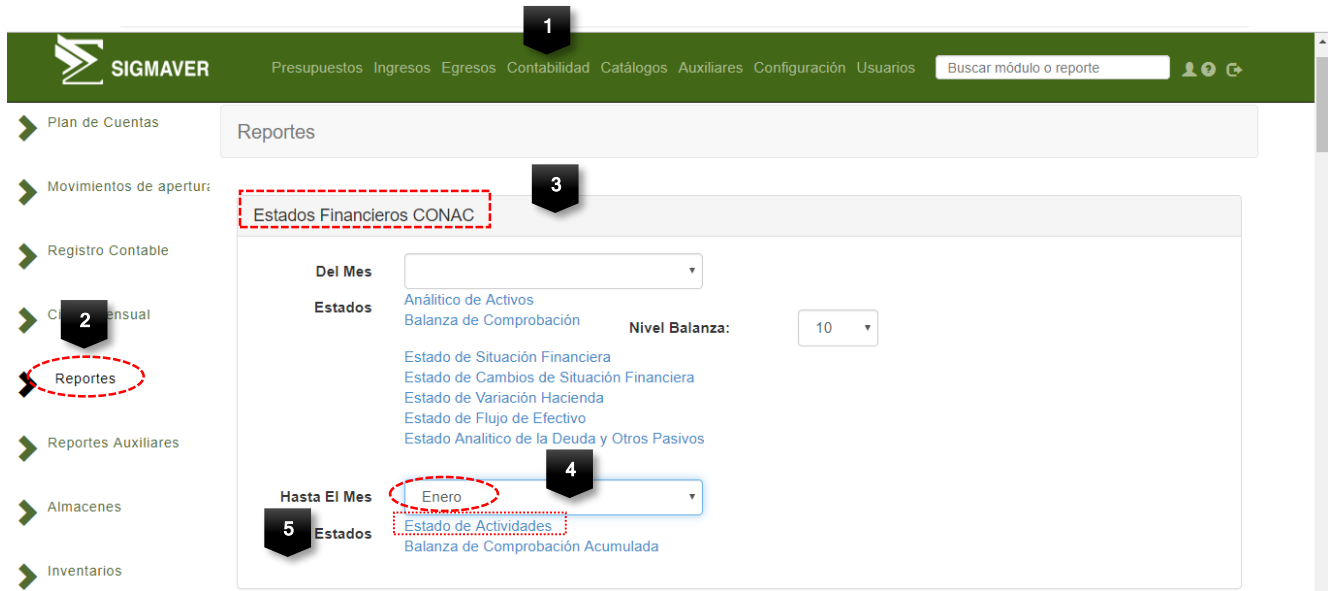 1
SIGMAVER
Presupuestos Ingresos Egresos Contabilidad Catálogos Auxiliares Configuración Usuarios Buscar módulo o reporte
Plan de Cuentas
Reportes
Movimientos de apertura
3
Estados Financieros CONAC
Registro Contable
Del Mes
Estados Análitico de Activos
Balanza de Comprobación Nivel Balanza: 10
2 ensual
Estado de Situación Financiera
Reportes Estado de Cambios de Situación Financiera
Estado de Variación Hacienda
Estado de Flujo de Efectivo
Reportes Auxiliares Estado Analitico de la Deuda y Otros Pasivos
4
Hasta El Mes Enero
Almacenes
5 Estados Estado de Actividades
Balanza de Comprobación Acumulada
Inventarios